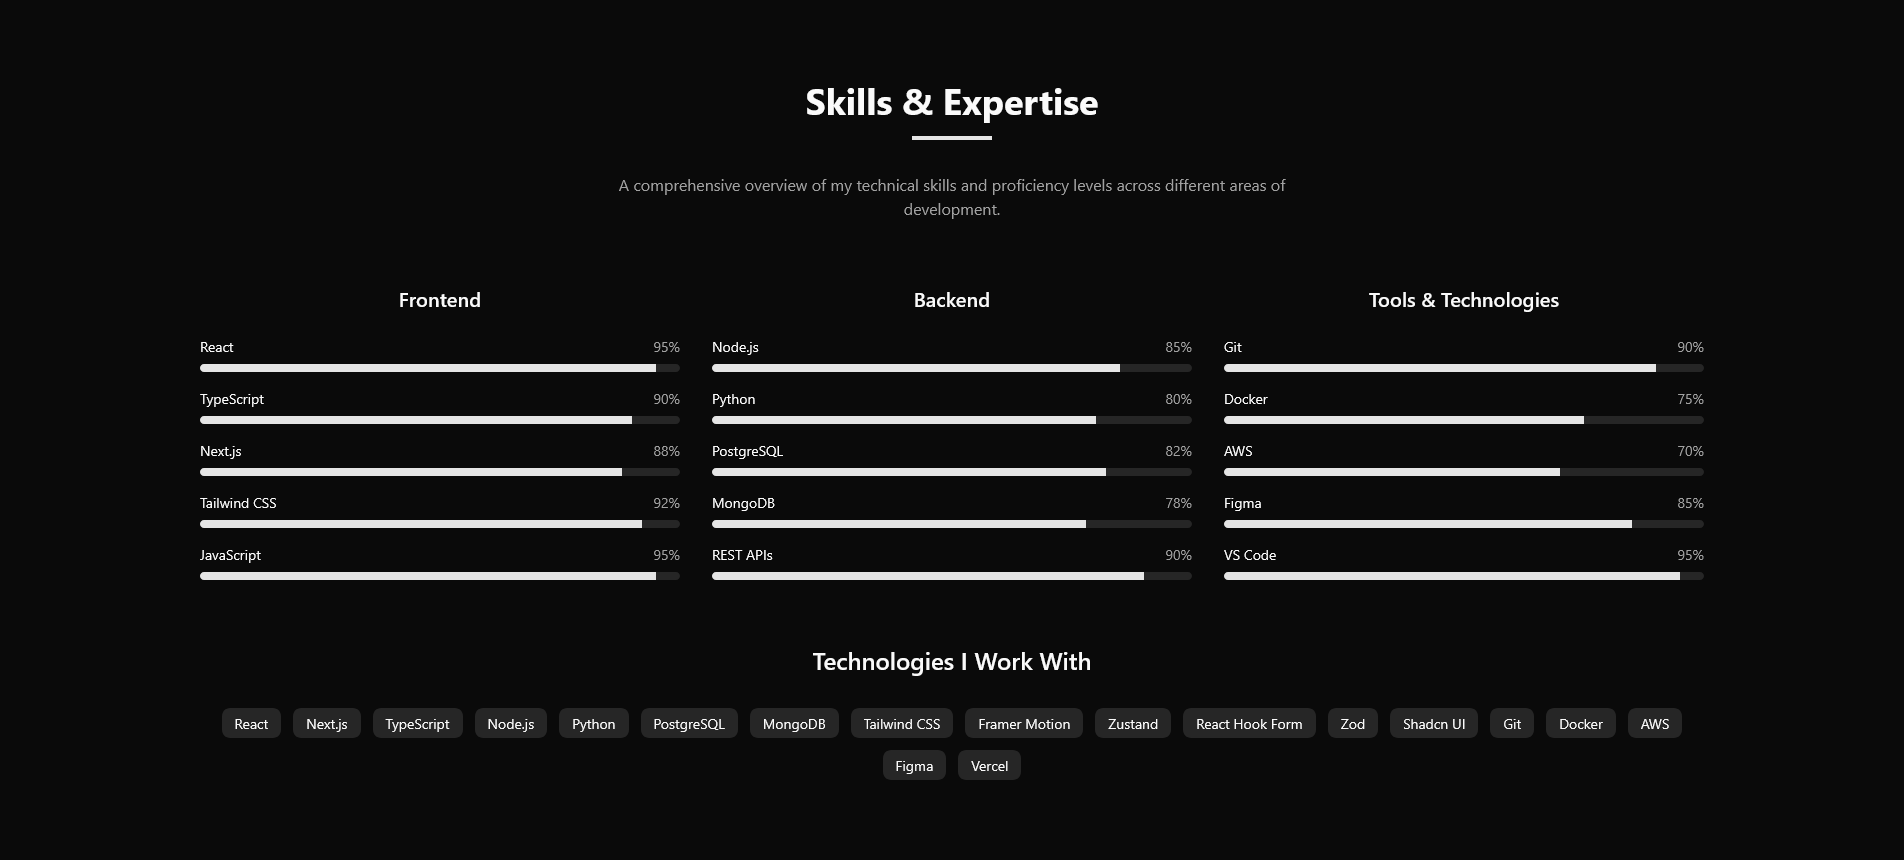 Skills & Expertise
A comprehensive overview of my technical skills and proficiency levels across different areas of
development.
Frontend
React 95%
TypeScript 90%
Next.js 88%
Tailwind CSS 92%
JavaScript 95%
Backend
Node.js 85%
Python 80%
PostgreSQL 82%
MongoDB 78%
REST APIs 90%
Tools & Technologies
Git 90%
Docker 75%
AWS 70%
Figma 85%
VS Code 95%
Technologies I Work With
React Next.js TypeScript Node.js Python PostgreSQL MongoDB Tailwind CSS Framer Motion Zustand React Hook Form Zod Shadcn UI Git Docker AWS
Figma Vercel